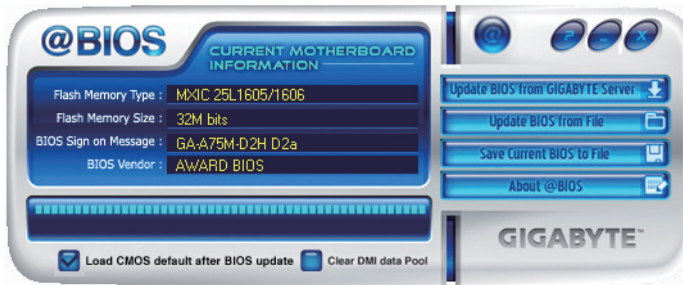 @BIOS
CURRENT MOTHERBOARD
INFORMATION
Flash Memory Type : MXIC 25L1605/1606
Flash Memory Size : 32M bits
BIOS Sign on Message : GA-A75M-D2H D2a
BIOS Vendor : AWARD BIOS
Load CMOS default after BIOS update
Clear DMI data Pool
@
? _ X
Update BIOS from GIGABYTE Server
Update BIOS from File
Save Current BIOS to File
About @BIOS
GIGABYTE™